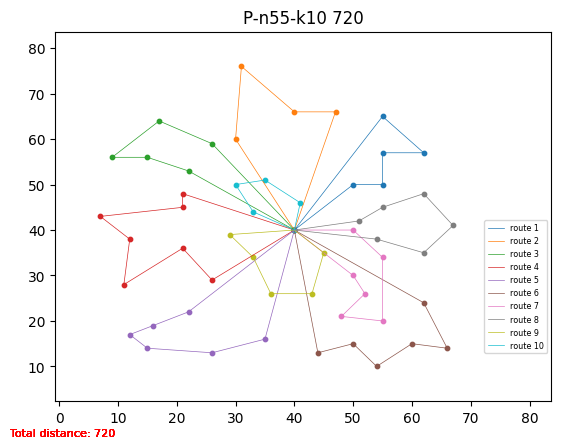 P-n55-k10 720
80
70
60
50
40
30
20
10
0 10 20 30 40 50 60 70 80
route 1
route 2
route 3
route 4
route 5
route 6
route 7
route 8
route 9
route 10
Total distance: 720